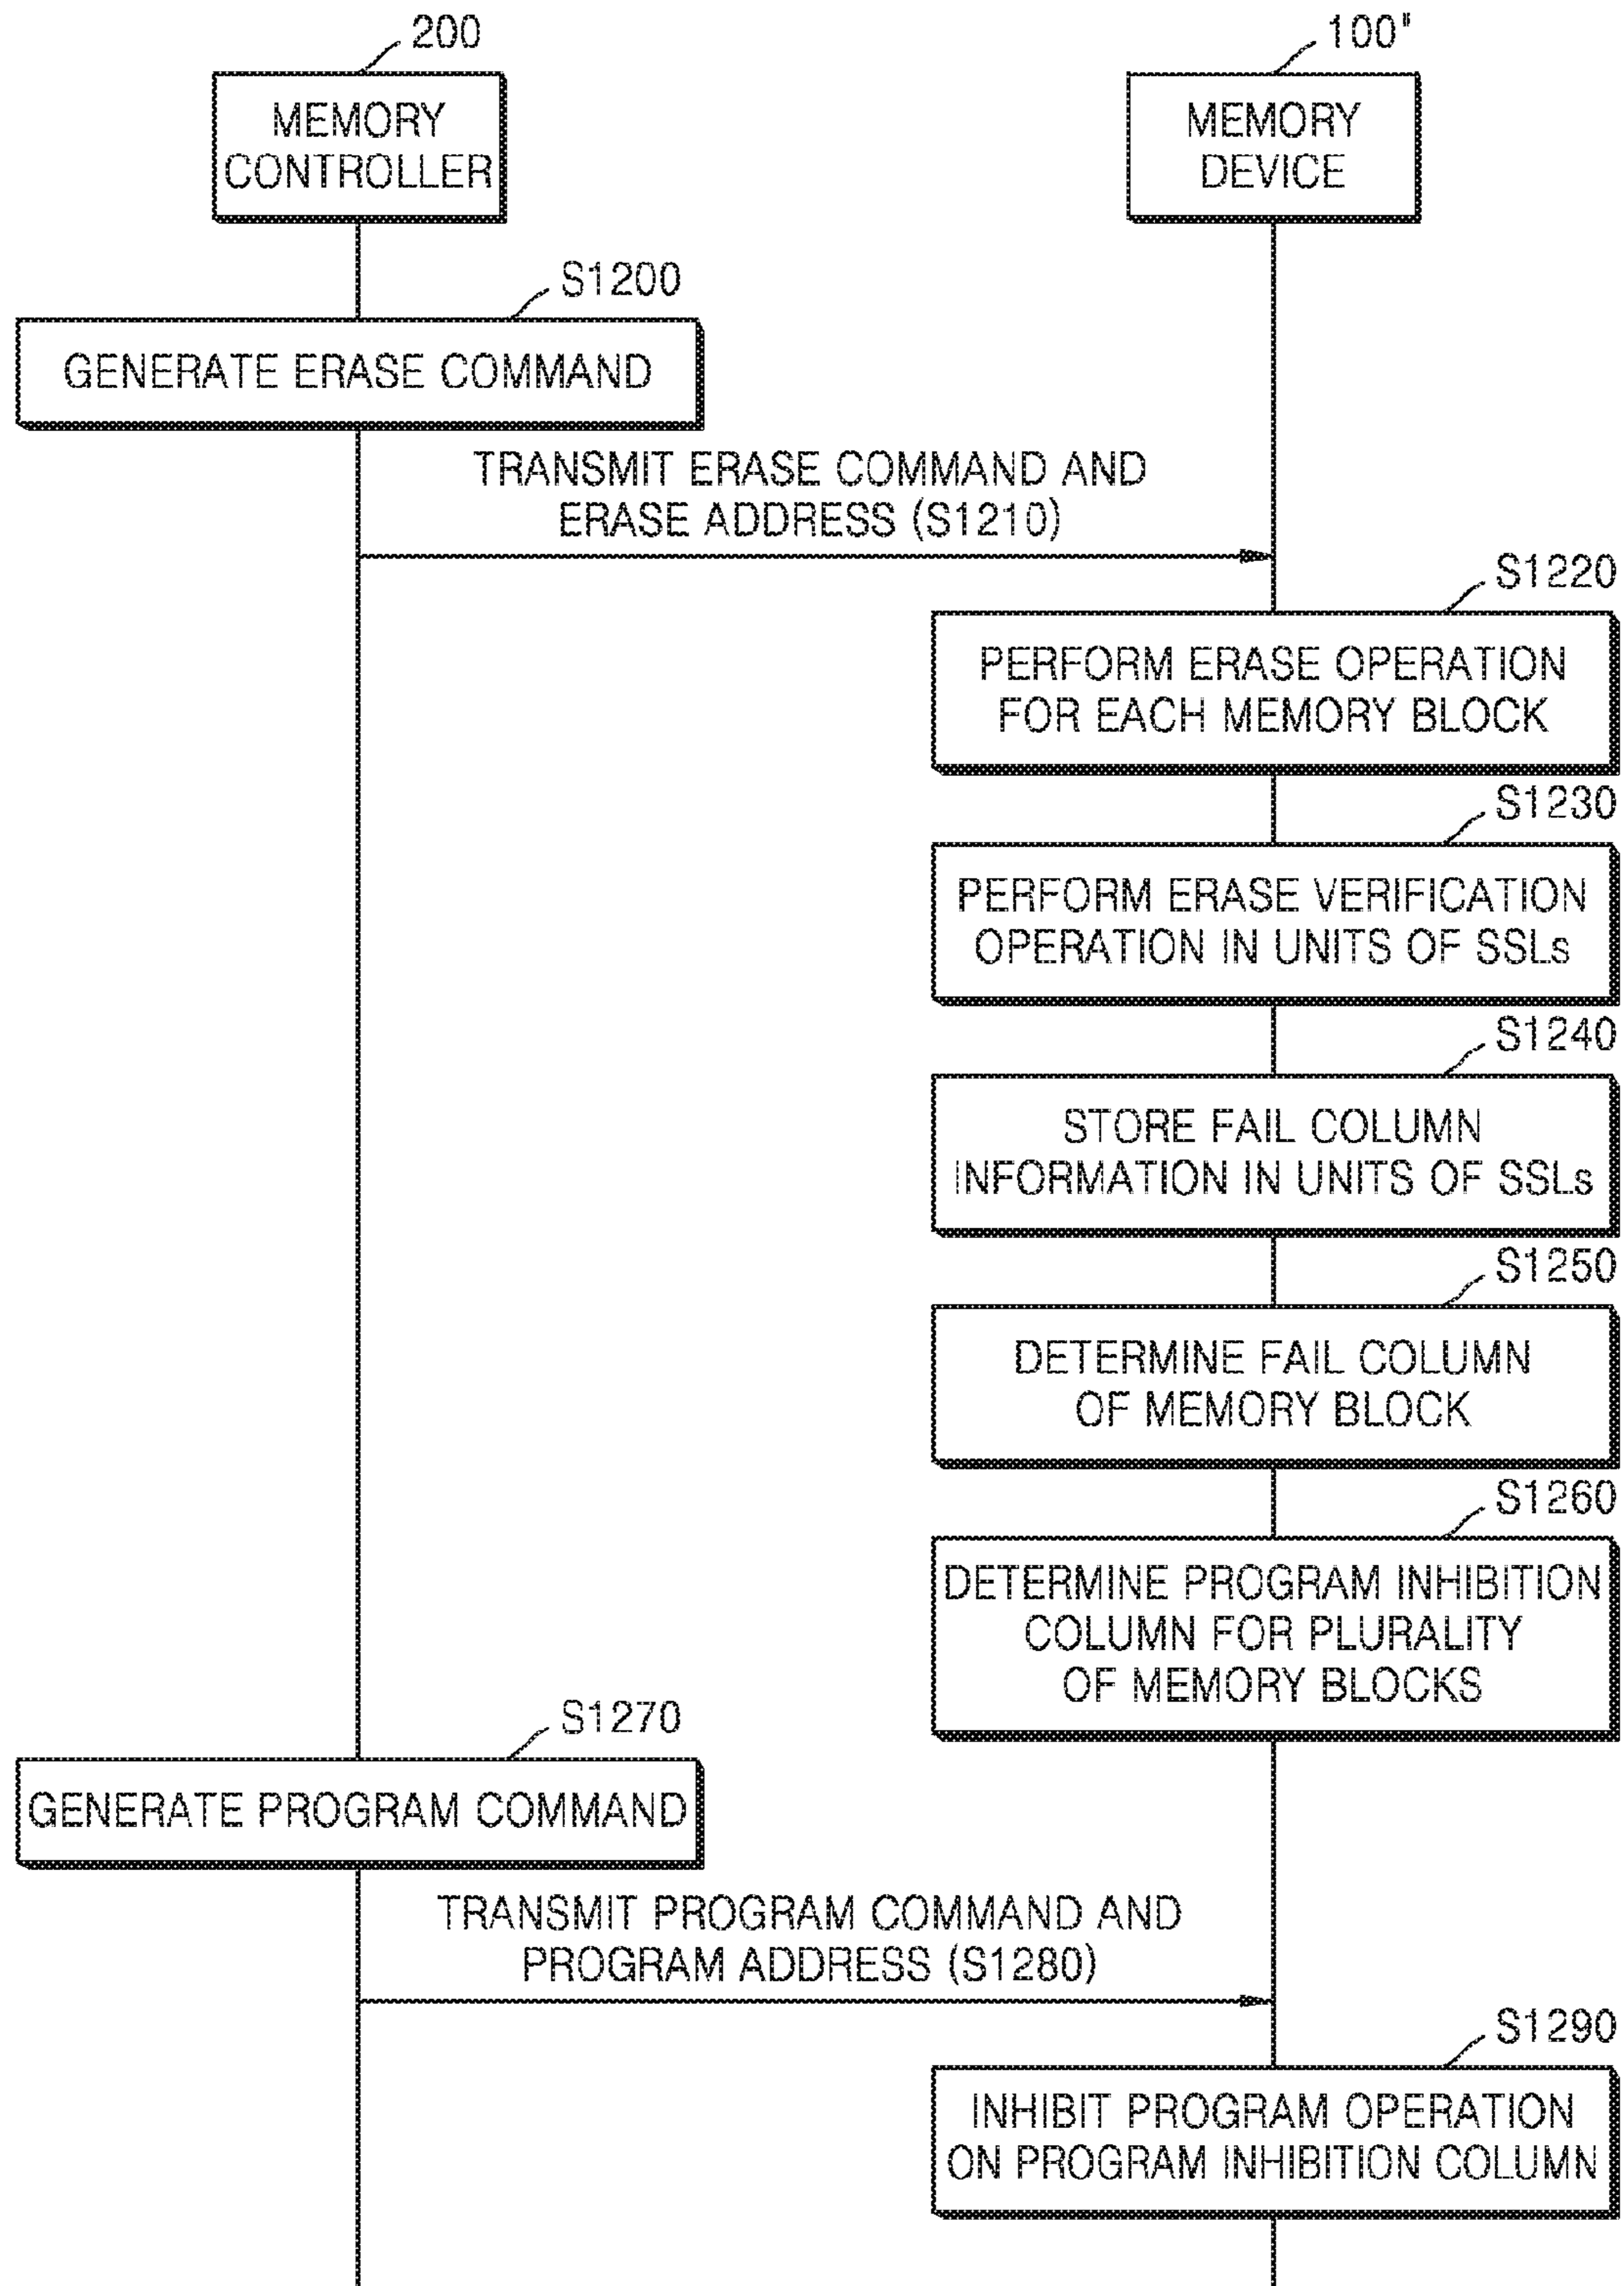 200
MEMORY
CONTROLLER
100"
MEMORY
DEVICE
S1200
GENERATE ERASE COMMAND
TRANSMIT ERASE COMMAND AND
ERASE ADDRESS (S1210)
S1220
PERFORM ERASE OPERATION
FOR EACH MEMORY BLOCK
S1230
PERFORM ERASE VERIFICATION
OPERATION IN UNITS OF SSLs
S1240
STORE FAIL COLUMN
INFORMATION IN UNITS OF SSLs
S1250
DETERMINE FAIL COLUMN
OF MEMORY BLOCK
S1260
DETERMINE PROGRAM INHIBITION
COLUMN FOR PLURALITY
OF MEMORY BLOCKS
S1270
GENERATE PROGRAM COMMAND
TRANSMIT PROGRAM COMMAND AND
PROGRAM ADDRESS (S1280)
S1290
INHIBIT PROGRAM OPERATION
ON PROGRAM INHIBITION COLUMN